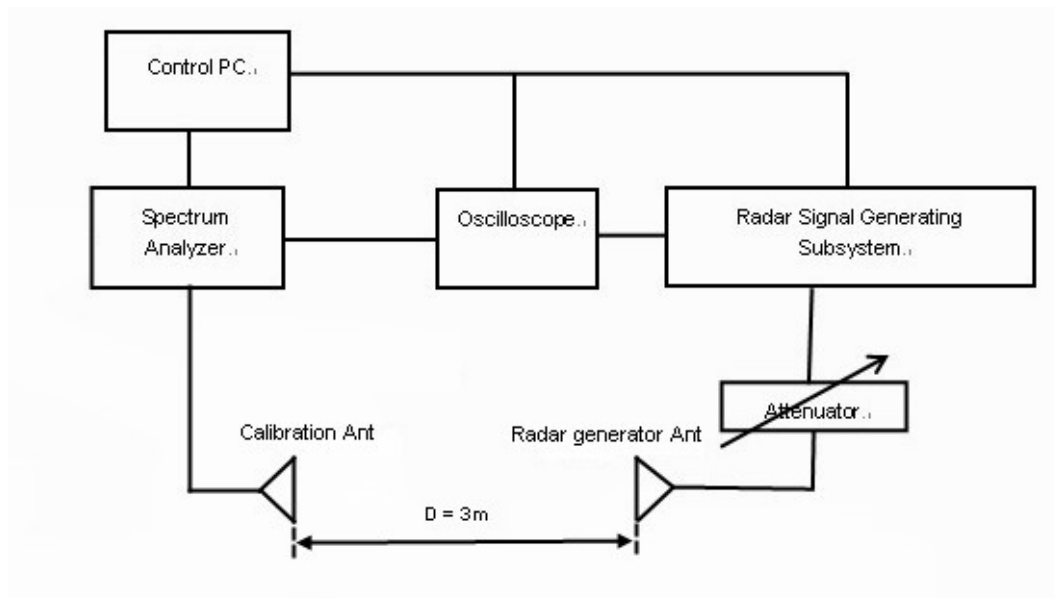 Control PC.
Spectrum
Analyzer.
Oscilloscope.
Radar Signal Generating
Subsystem.
Attenuator.
Calibration Ant
Radar generator Ant
D = 3m